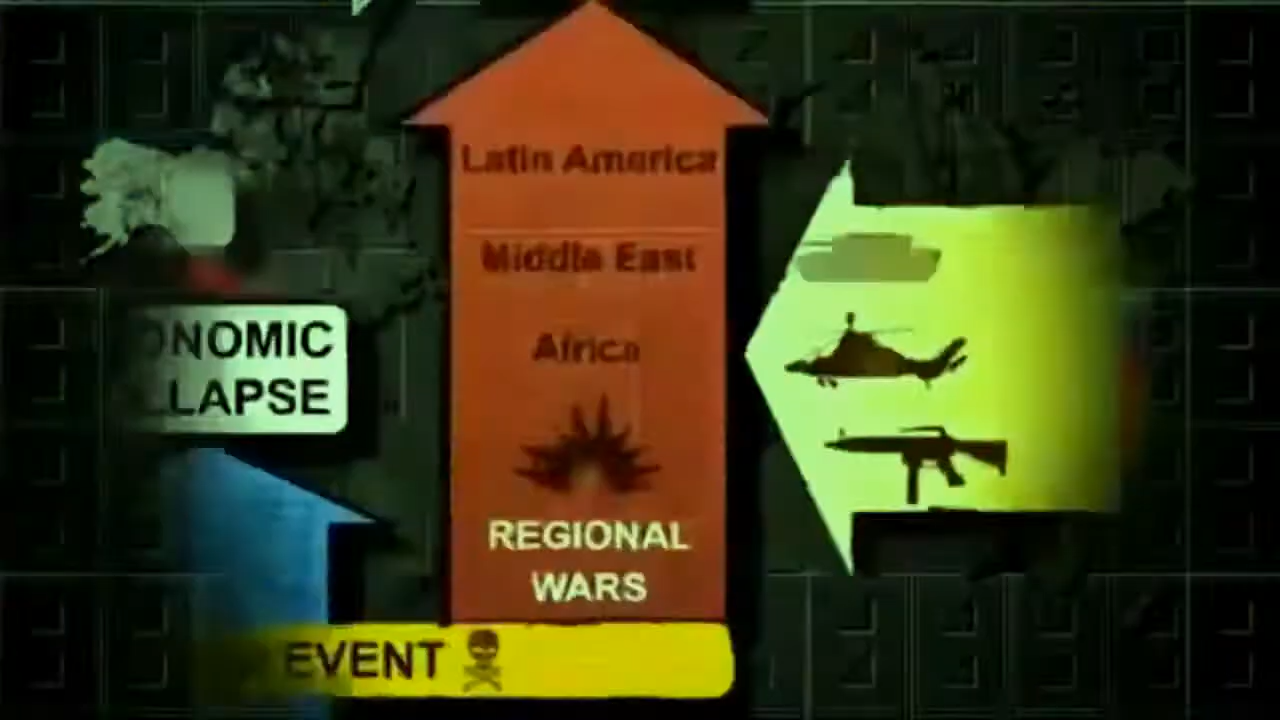 Latin America
Middle East
Africa
ONOMIC
LLAPSE
REGIONAL
WARS
EVENT